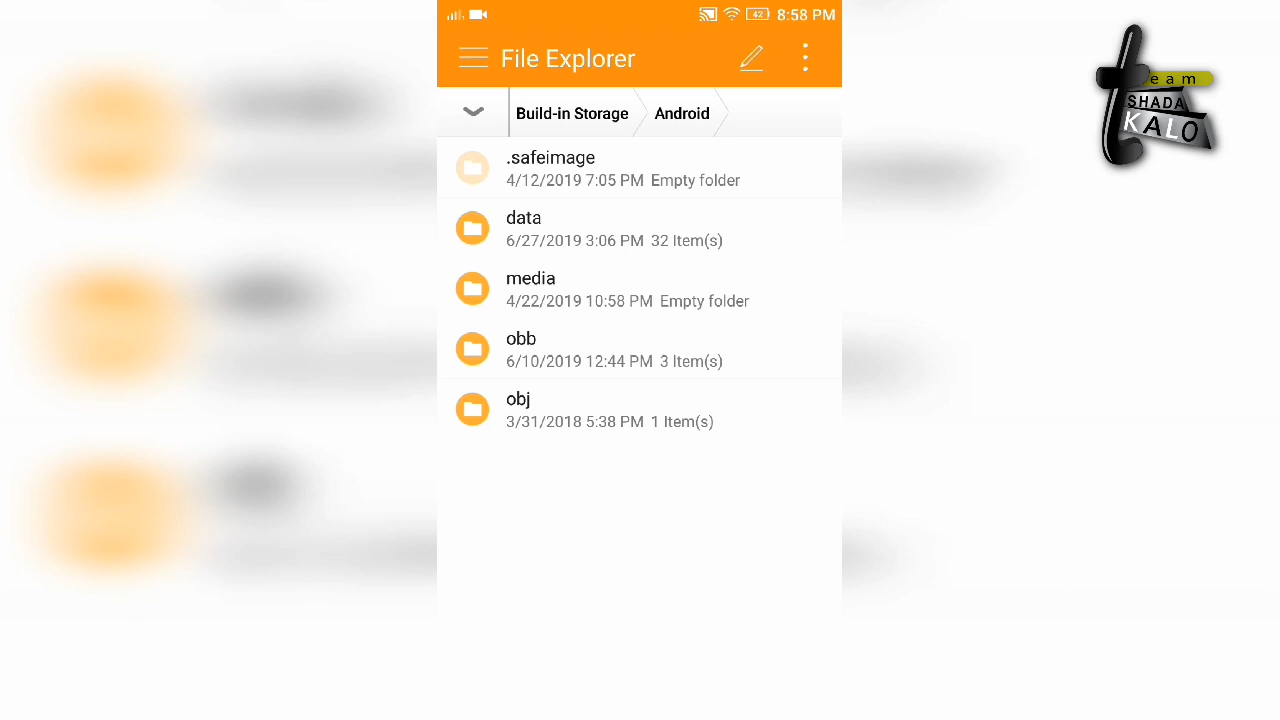 42 8:58 PM
File Explorer
Build-in Storage Android
.safeimage
4/12/2019 7:05 PM Empty folder
data
6/27/2019 3:06 PM 32 Item(s)
media
4/22/2019 10:58 PM Empty folder
obb
6/10/2019 12:44 PM 3 Item(s)
obj
3/31/2018 5:38 PM 1 Item(s)
team
SHADA
KALO